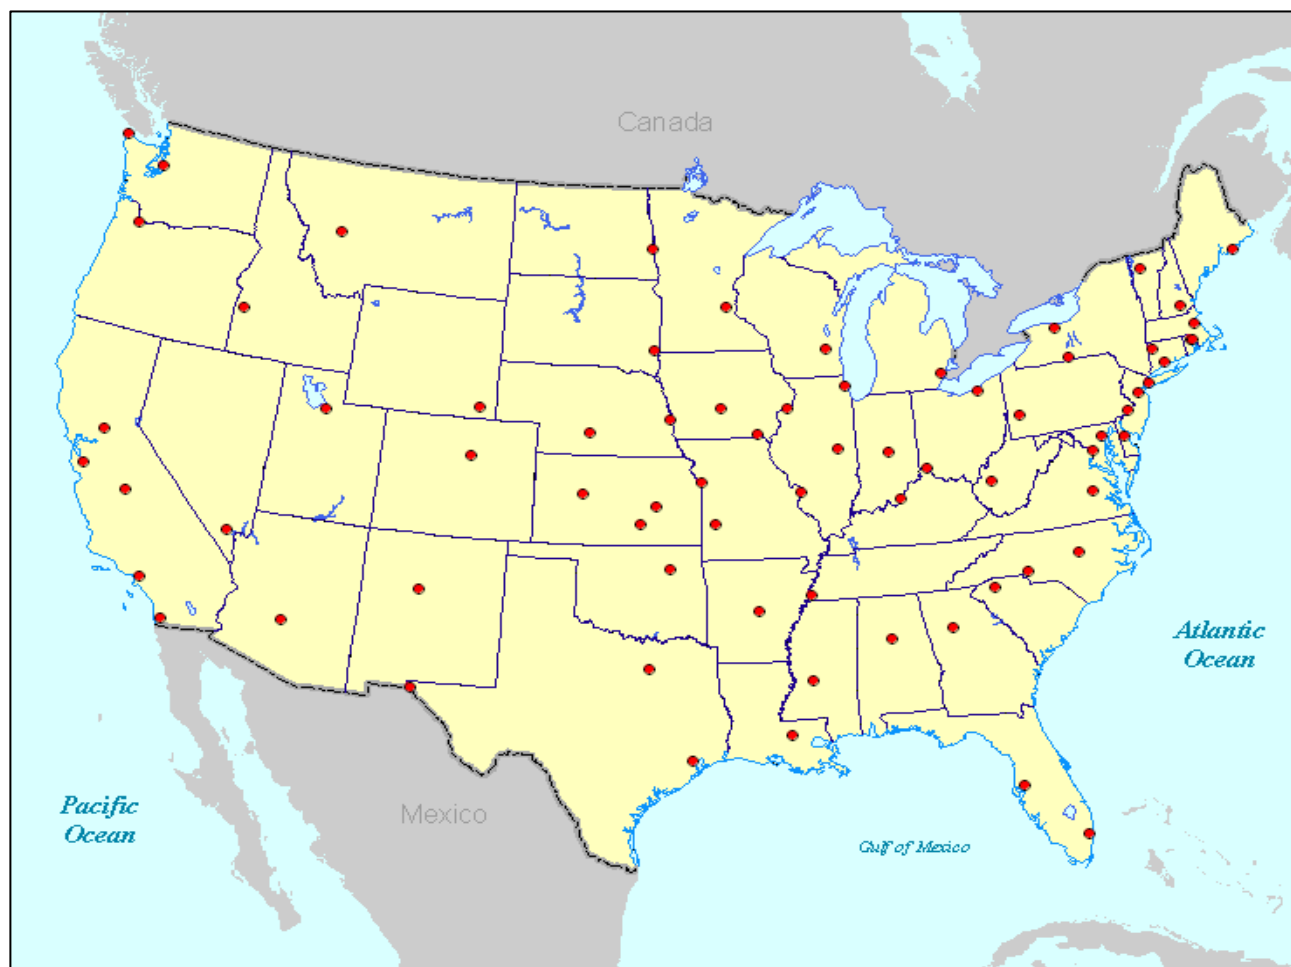 Canada
Atlantic
Ocean
Pacific
Ocean
Mexico
Gulf of Mexico